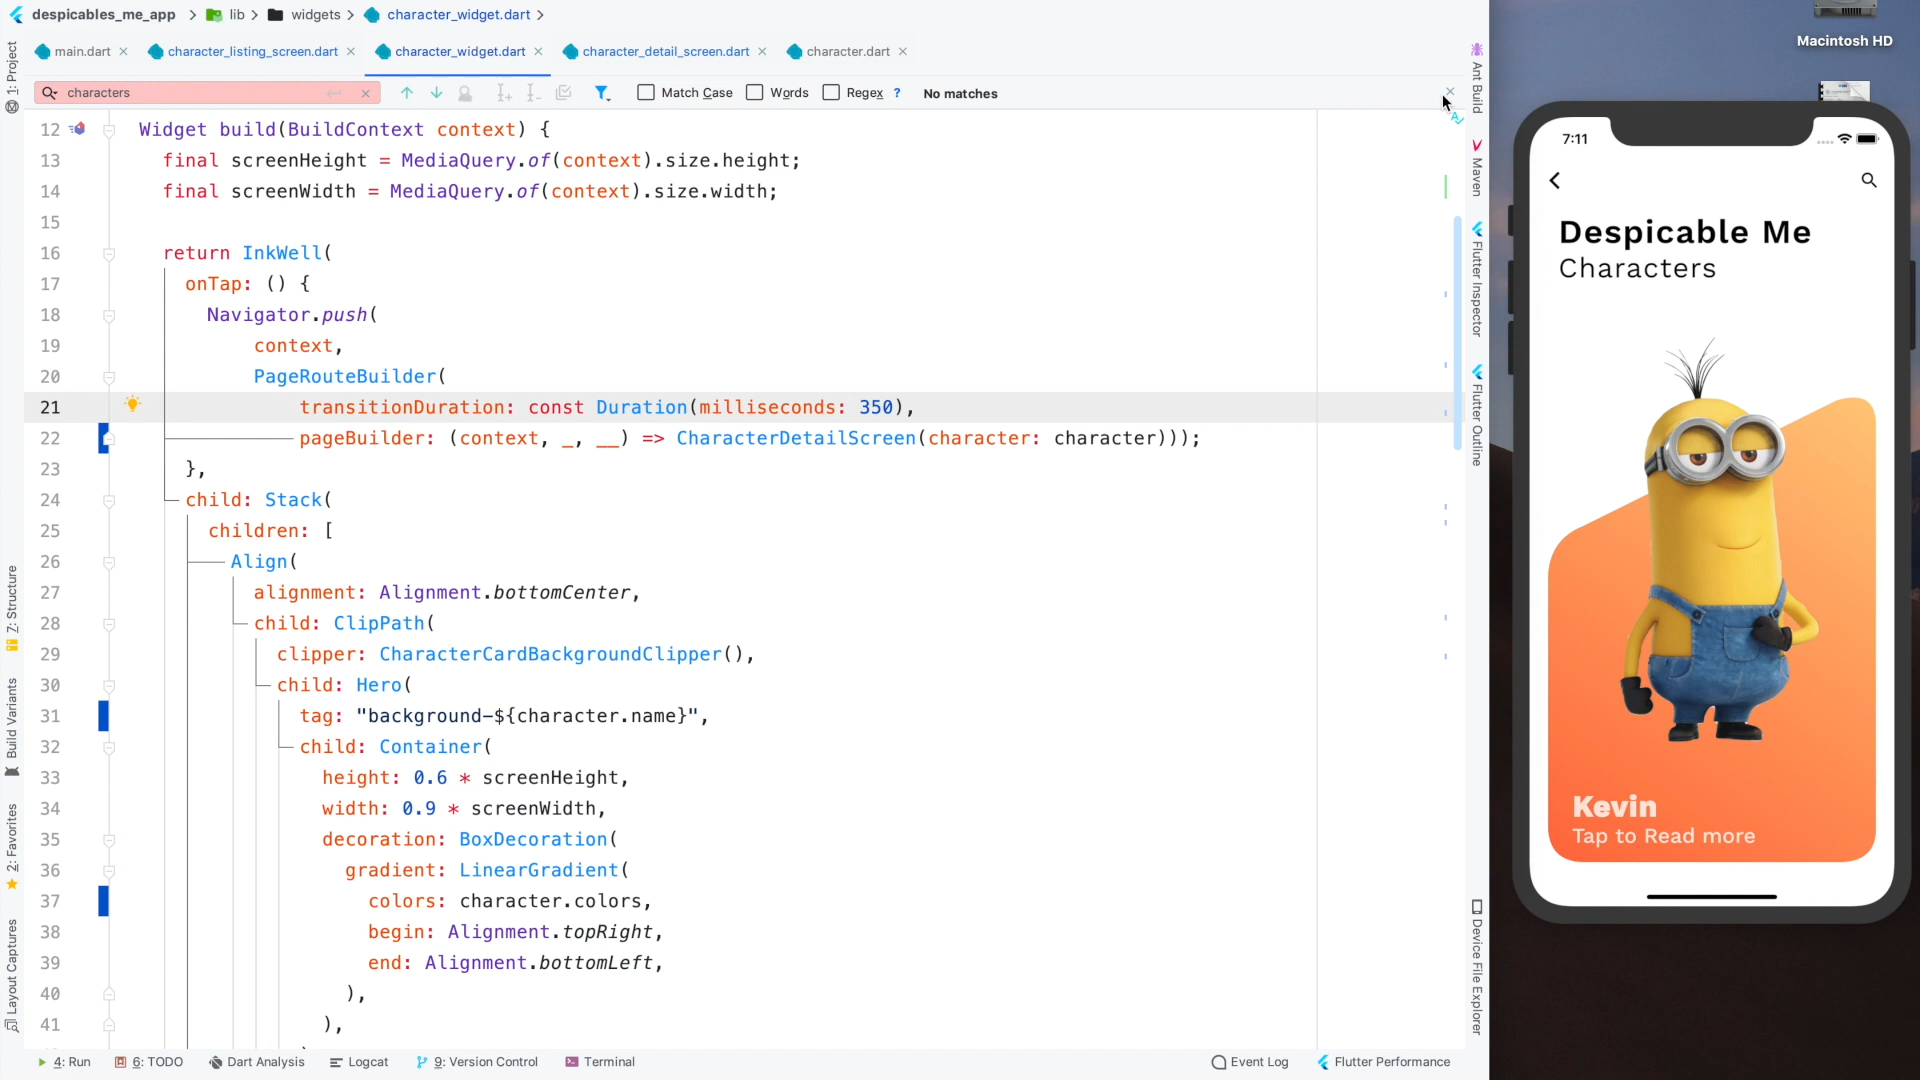 despicables_me_app > lib > widgets > character_widget.dart >
main.dart × character_listing_screen.dart × character_widget.dart × character_detail_screen.dart × character.dart ×
characters Match Case Words Regex ? No matches
12 Widget build(BuildContext context) {
13 final screenHeight = MediaQuery.of(context).size.height;
14 final screenWidth = MediaQuery.of(context).size.width;
15
16 return InkWell(
17 onTap: () {
18 Navigator.push(
19 context,
20 PageRouteBuilder(
21 transitionDuration: const Duration(milliseconds: 350),
22 pageBuilder: (context, _, __) => CharacterDetailScreen(character: character)));
23 },
24 child: Stack(
25 children: [
26 Align(
27 alignment: Alignment.bottomCenter,
28 child: ClipPath(
29 clipper: CharacterCardBackgroundClipper(),
30 child: Hero(
31 tag: "background-${character.name}",
32 child: Container(
33 height: 0.6 * screenHeight,
34 width: 0.9 * screenWidth,
35 decoration: BoxDecoration(
36 gradient: LinearGradient(
37 colors: character.colors,
38 begin: Alignment.topRight,
39 end: Alignment.bottomLeft,
40 ),
41 ),
1: Project
7: Structure
Build Variants
2: Favorites
Layout Captures
Ant Build
Maven
Flutter Inspector
Flutter Outline
Device File Explorer
4: Run 6: TODO Dart Analysis Logcat 9: Version Control Terminal Event Log Flutter Performance
Macintosh HD
7:11
Despicable Me
Characters
Kevin
Tap to Read more